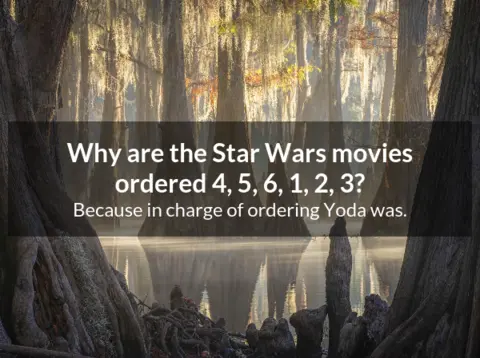 Why are the Star Wars movies
ordered 4, 5, 6, 1, 2, 3?
Because in charge of ordering Yoda was.